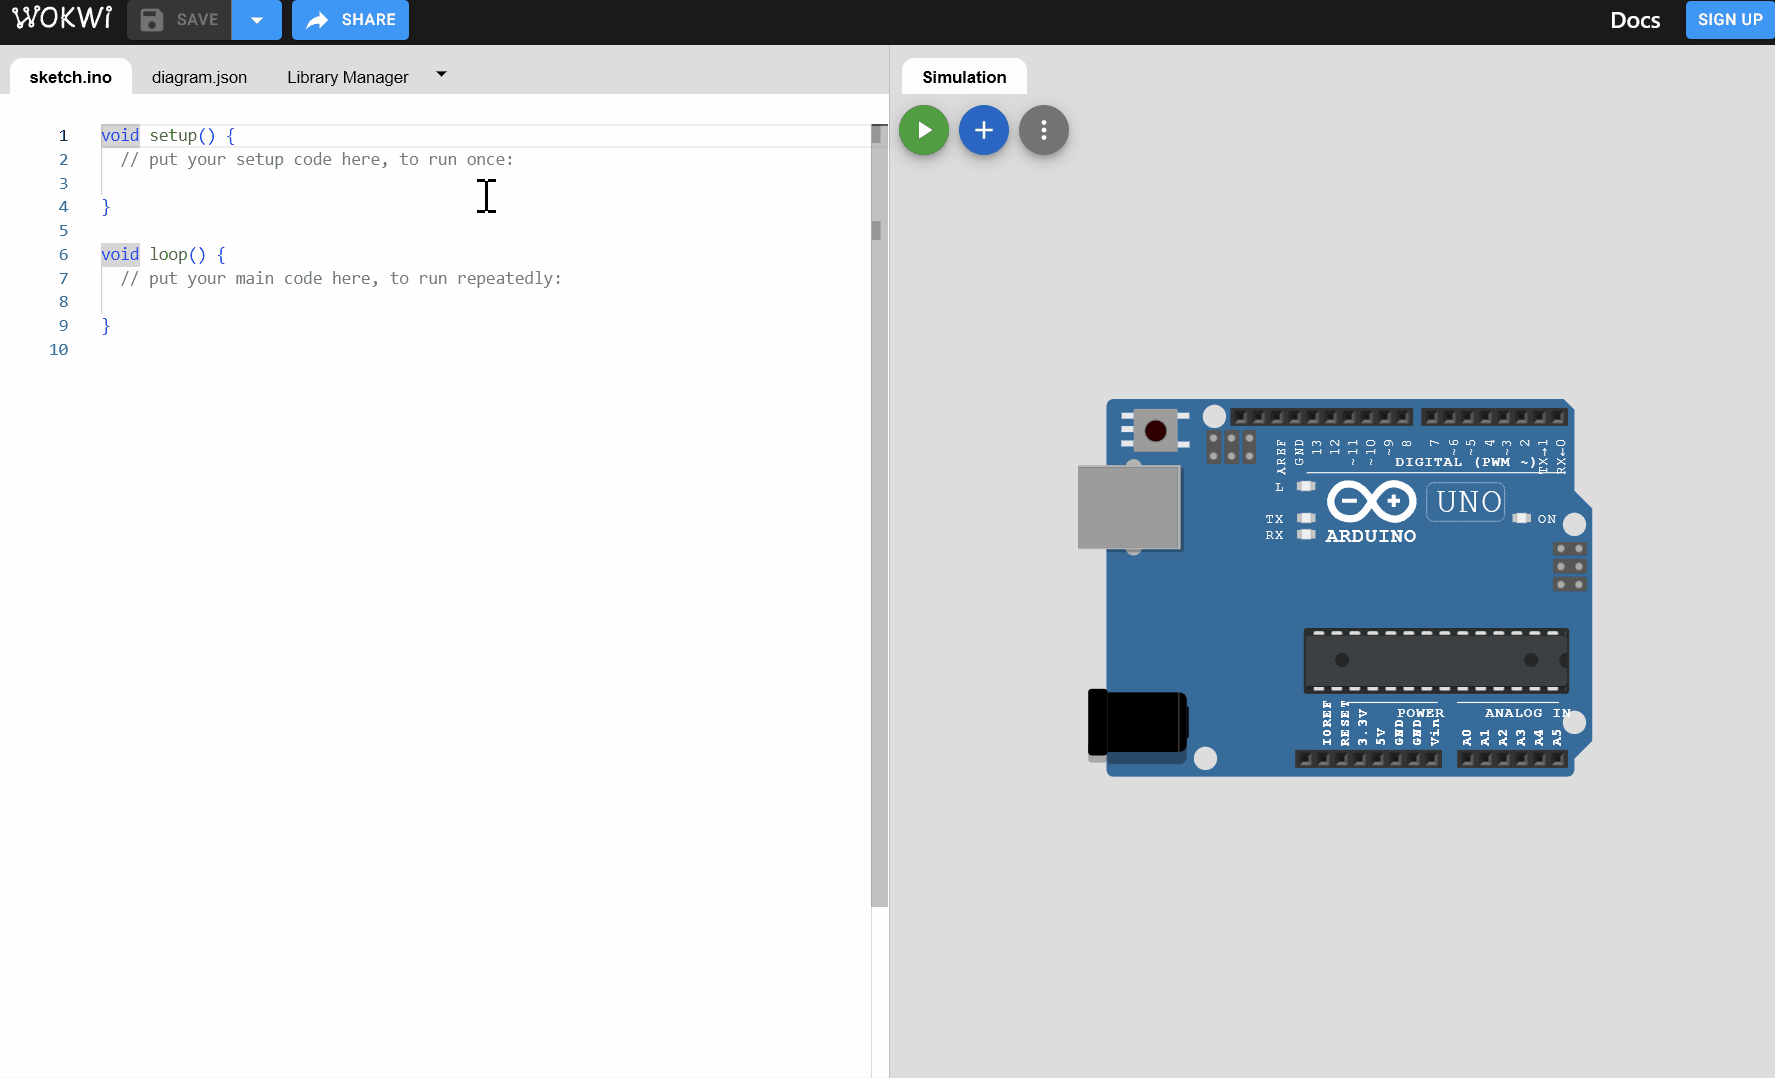 WOKWI SAVE SHARE Docs SIGN UP
sketch.ino diagram.json Library Manager
Simulation
1 void setup() {
2 // put your setup code here, to run once:
3
4 }
5
6 void loop() {
7 // put your main code here, to run repeatedly:
8
9 }
10
AREF GND 13 12 ~11 ~10 ~9 8 7 ~6 ~5 4 ~3 2 TX→1 RX←0
DIGITAL (PWM ~)
L
TX
RX
ARDUINO
UNO
ON
POWER
ANALOG IN
IOREF RESET 3.3V 5V GND GND Vin A0 A1 A2 A3 A4 A5